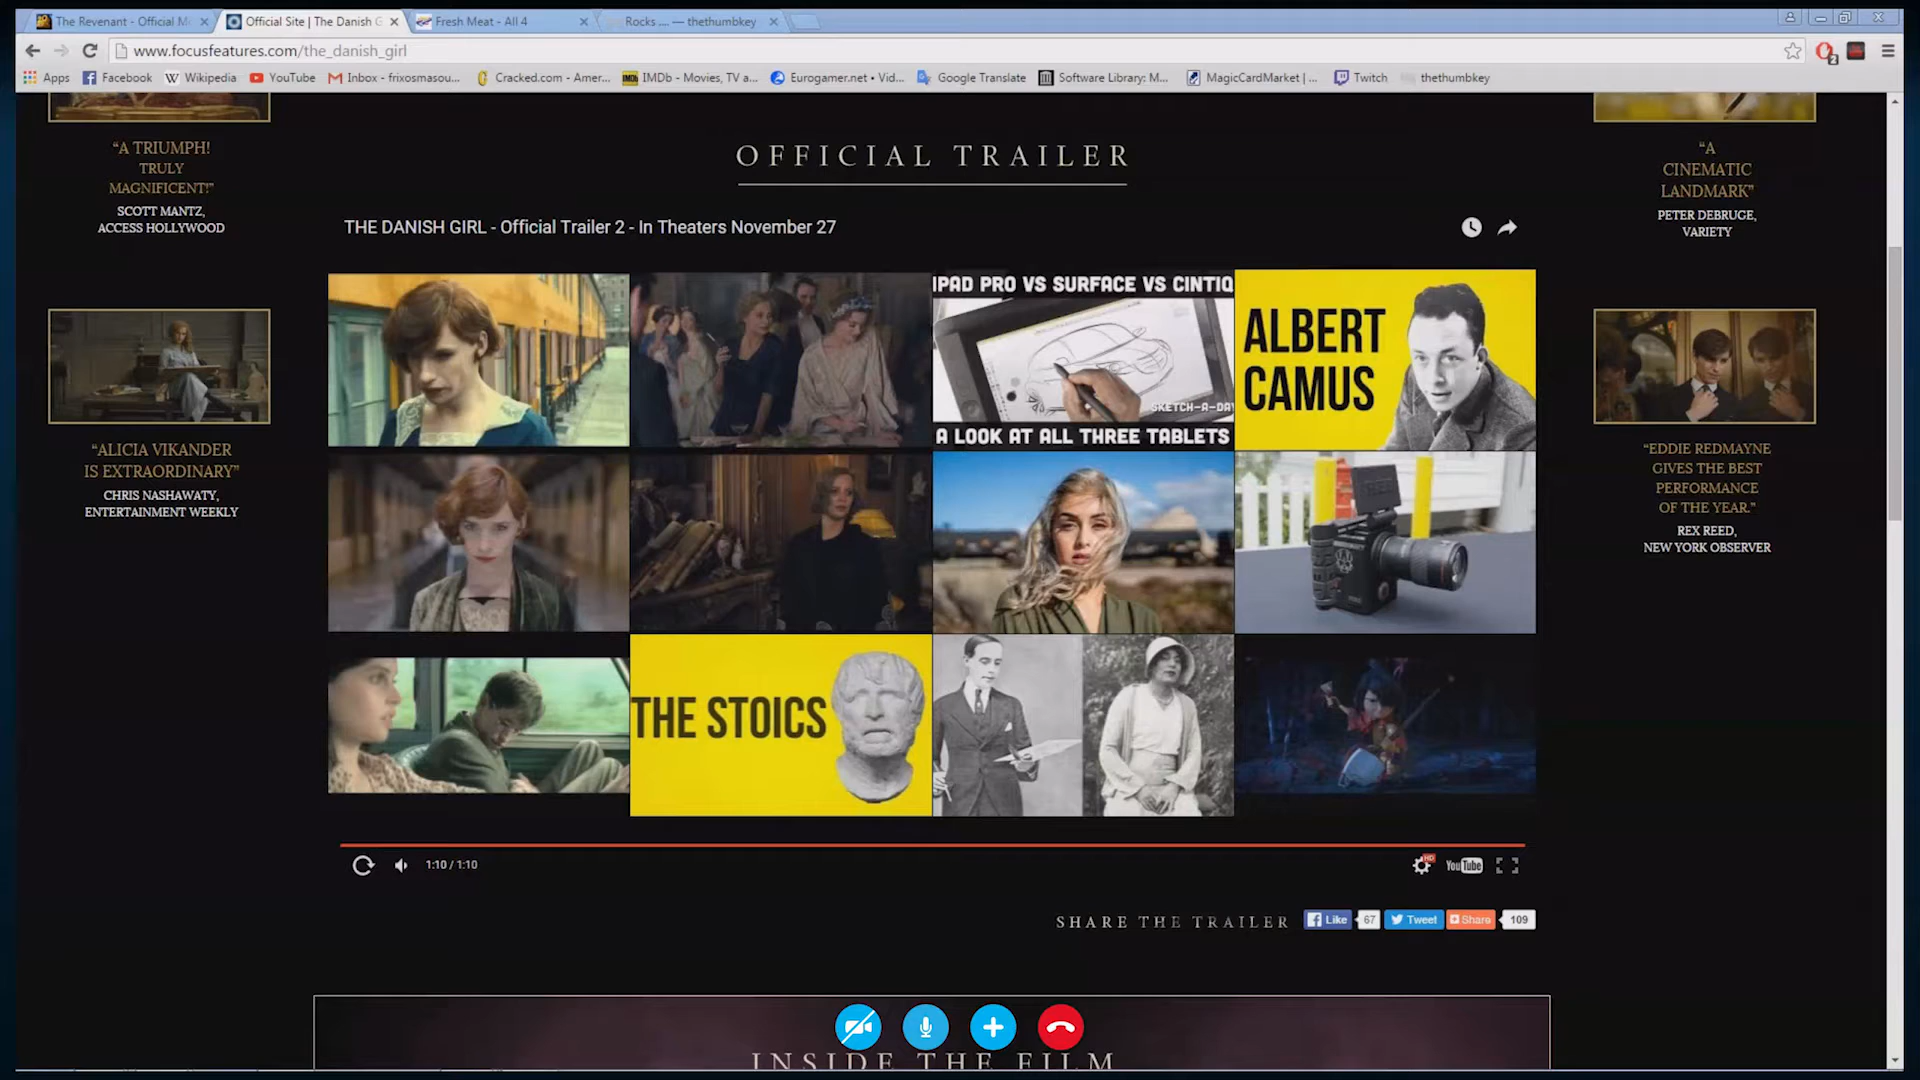 The Revenant - Official M
Official Site | The Danish G
Fresh Meat - All 4
Rocks .... — thethumbkey
www.focusfeatures.com/the_danish_girl
2
Apps
Facebook
Wikipedia
YouTube
Inbox - frixosmasou...
Cracked.com - Amer...
IMDb - Movies, TV a...
Eurogamer.net • Vid...
Google Translate
Software Library: M...
MagicCardMarket | ...
Twitch
thethumbkey
“A TRIUMPH!
TRULY
MAGNIFICENT!”
SCOTT MANTZ,
ACCESS HOLLYWOOD
“ALICIA VIKANDER
IS EXTRAORDINARY”
CHRIS NASHAWATY,
ENTERTAINMENT WEEKLY
OFFICIAL TRAILER
THE DANISH GIRL - Official Trailer 2 - In Theaters November 27
IPAD PRO VS SURFACE VS CINTIQ
SKETCH-A-DAY
A LOOK AT ALL THREE TABLETS
ALBERT
CAMUS
THE STOICS
1:10 / 1:10
HD
YouTube
SHARE THE TRAILER
Like
67
Tweet
Share
109
INSIDE THE FILM
“A
CINEMATIC
LANDMARK”
PETER DEBRUGE,
VARIETY
“EDDIE REDMAYNE
GIVES THE BEST
PERFORMANCE
OF THE YEAR.”
REX REED,
NEW YORK OBSERVER